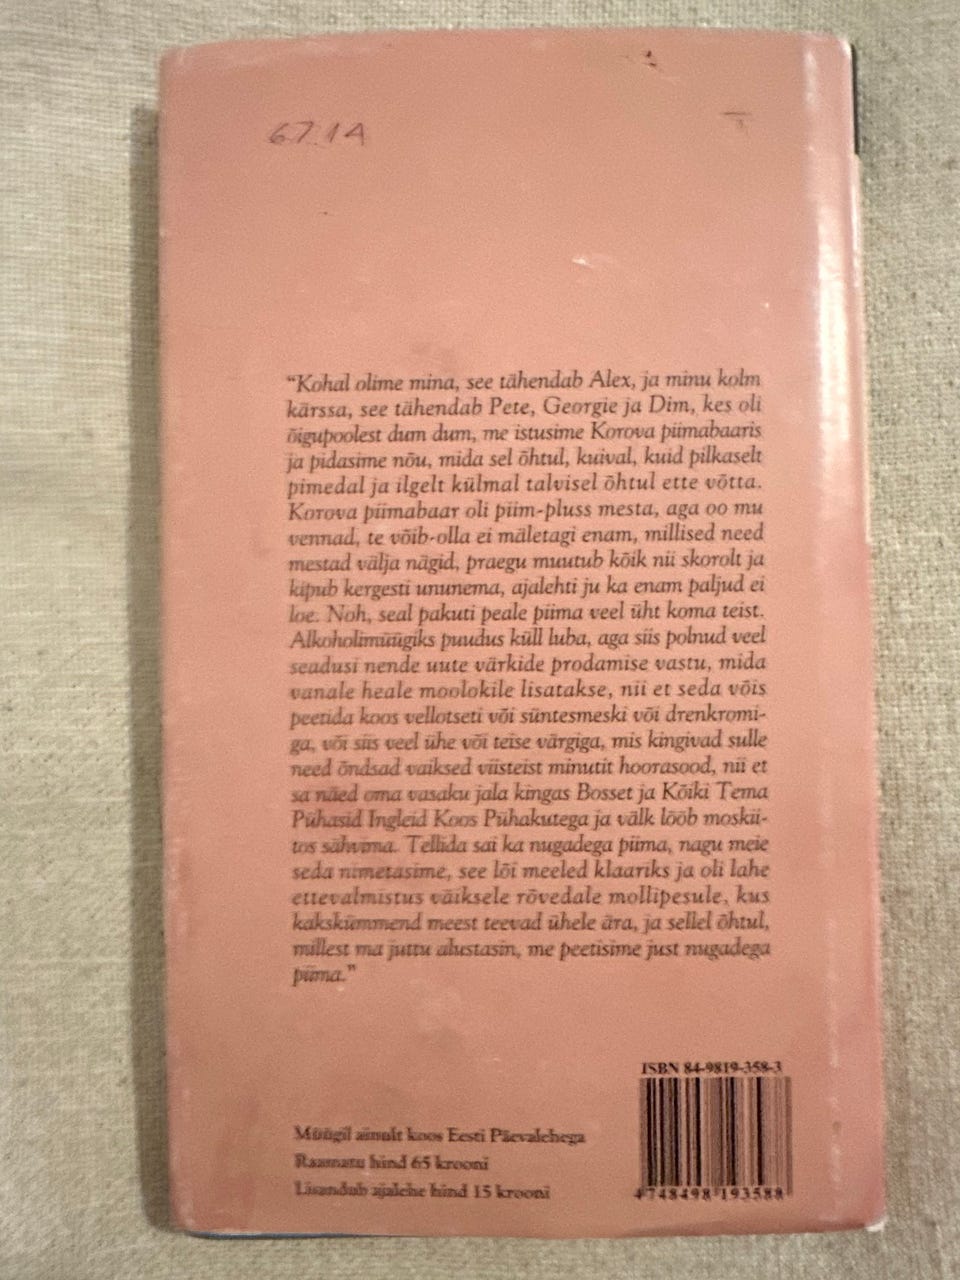 67.1A
“Kohal olime mina, see tähendab Alex, ja minu kolm
kärssa, see tähendab Pete, Georgie ja Dim, kes oli
õigupoolest dum dum, me istusime Korova piimabaaris
ja pidasime nõu, mida sel õhtul, kuival, kuid pilkaselt
pimedal ja ilgelt külmal talvisel õhtul ette võtta.
Korova piimabaar oli piim-pluss mesta, aga oo mu
vennad, te võib-olla ei mäletagi enam, millised need
mestad välja nägid, praegu muutub kõik nii skorolt ja
kipub kergesti ununema, ajalehti ju ka enam paljud ei
loe. Noh, seal pakuti peale piima veel üht koma teist.
Alkoholimüügiks puudus küll luba, aga siis polnud veel
seadusi nende uute värkide prodamise vastu, mida
vanale heale moolokile lisatakse, nii et seda võis
peetida koos vellotseti või süntesmeski või drenkromi-
ga, või siis veel ühe või teise värgiga, mis kingivad sulle
need õndsad vaiksed viisteist minutit hoorasood, nii et
sa näed oma vasaku jala kingas Bosset ja Kõiki Tema
Pühasid Ingleid Koos Pühakutega ja välk lööb moskii-
tos sähvima. Tellida sai ka nugadega piima, nagu meie
seda nimetasime, see lõi meeled klaariks ja oli lahe
ettevalmistus väiksele rõvedale mollipesule, kus
kakskümmend meest teevad ühele ära, ja sellel õhtul,
millest ma juttu alustasin, me peetisime just nugadega
piima.”
ISBN 84-9819-358-3
Müügil ainult koos Eesti Päevalehega
Raamatu hind 65 krooni
Lisandub ajalehe hind 15 krooni
4 748498 193588